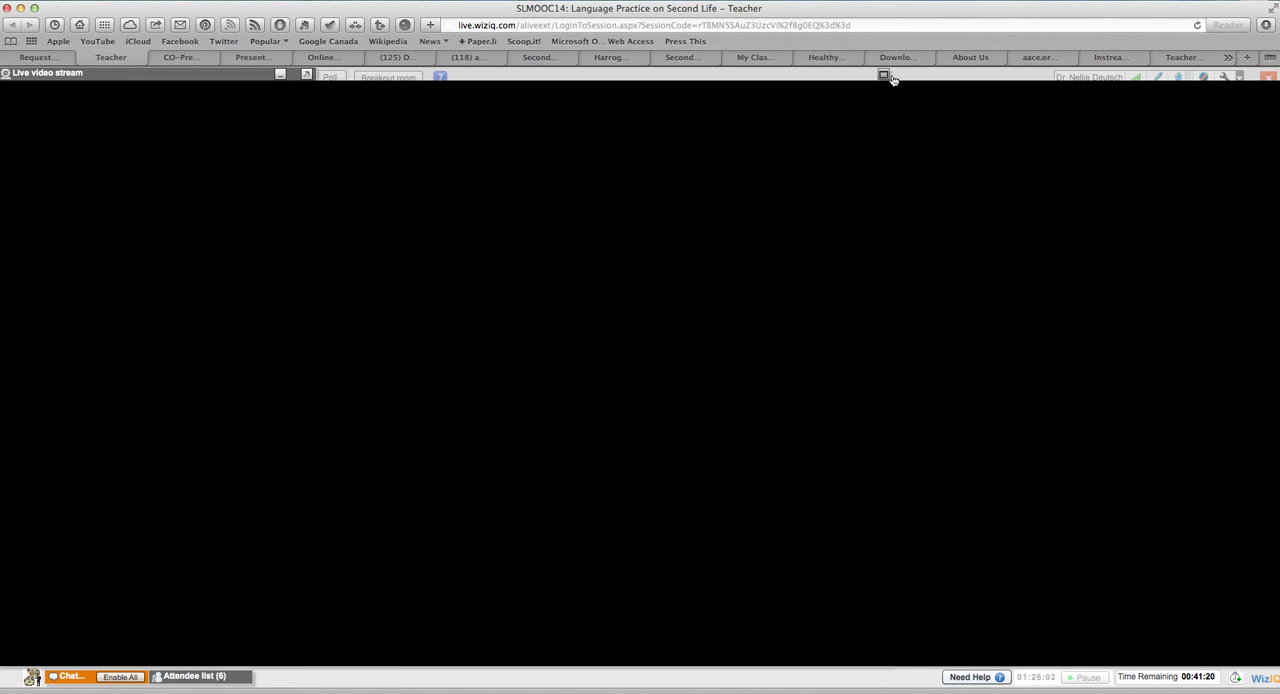 SLMOOC14: Language Practice on Second Life – Teacher
live.wiziq.com/aliveext/LoginToSession.aspx?SessionCode=rTBMN5SAuZ3UzcVi%2f8g0EQ%3d%3d Reader
Apple YouTube iCloud Facebook Twitter Popular Google Canada Wikipedia News + Paper.li Scoop.it! Microsoft O... Web Access Press This
Request... Teacher CO-Pre... Present... Online... (125) D... (118) a... Second... Harrog... Second... My Clas... Healthy... Downlo... About Us aace.or... Instrea... Teacher...
Live video stream Poll Breakout room ? Dr. Nellie Deutsch
Chat... Enable All Attendee list (6) Need Help ? 01:26:02 Pause Time Remaining 00:41:20 WizIQ